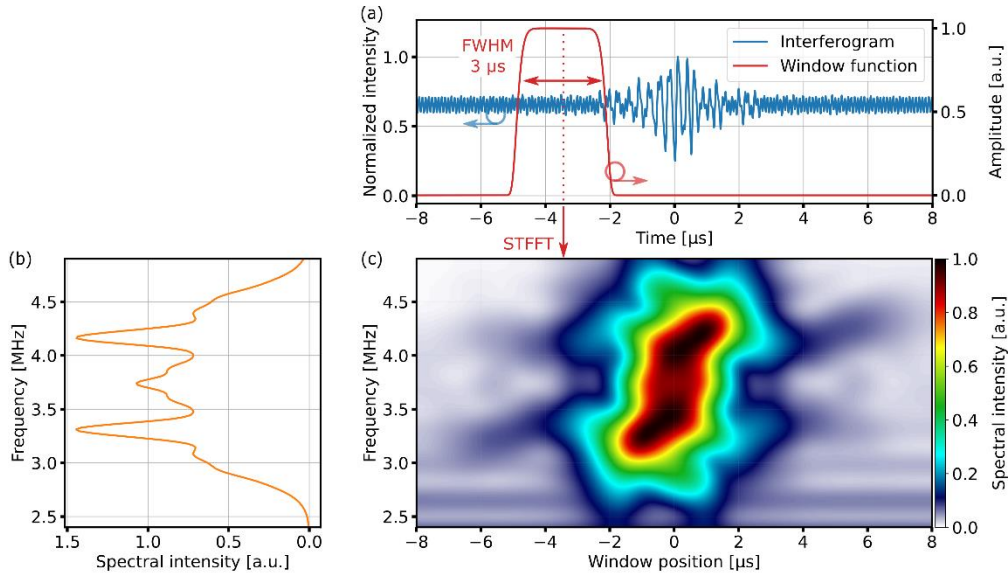 (a)
Normalized intensity
1.0
0.5
0.0
FWHM
3 µs
Interferogram
Window function
1.0
0.5
0.0
Amplitude [a.u.]
−8 −6 −4 −2 0 2 4 6 8
Time [µs]
STFFT
(b)
Frequency [MHz]
4.5
4.0
3.5
3.0
2.5
1.5 1.0 0.5 0.0
Spectral intensity [a.u.]
(c)
Frequency [MHz]
4.5
4.0
3.5
3.0
2.5
−8 −6 −4 −2 0 2 4 6 8
Window position [µs]
1.0
0.8
0.6
0.4
0.2
0.0
Spectral intensity [a.u.]